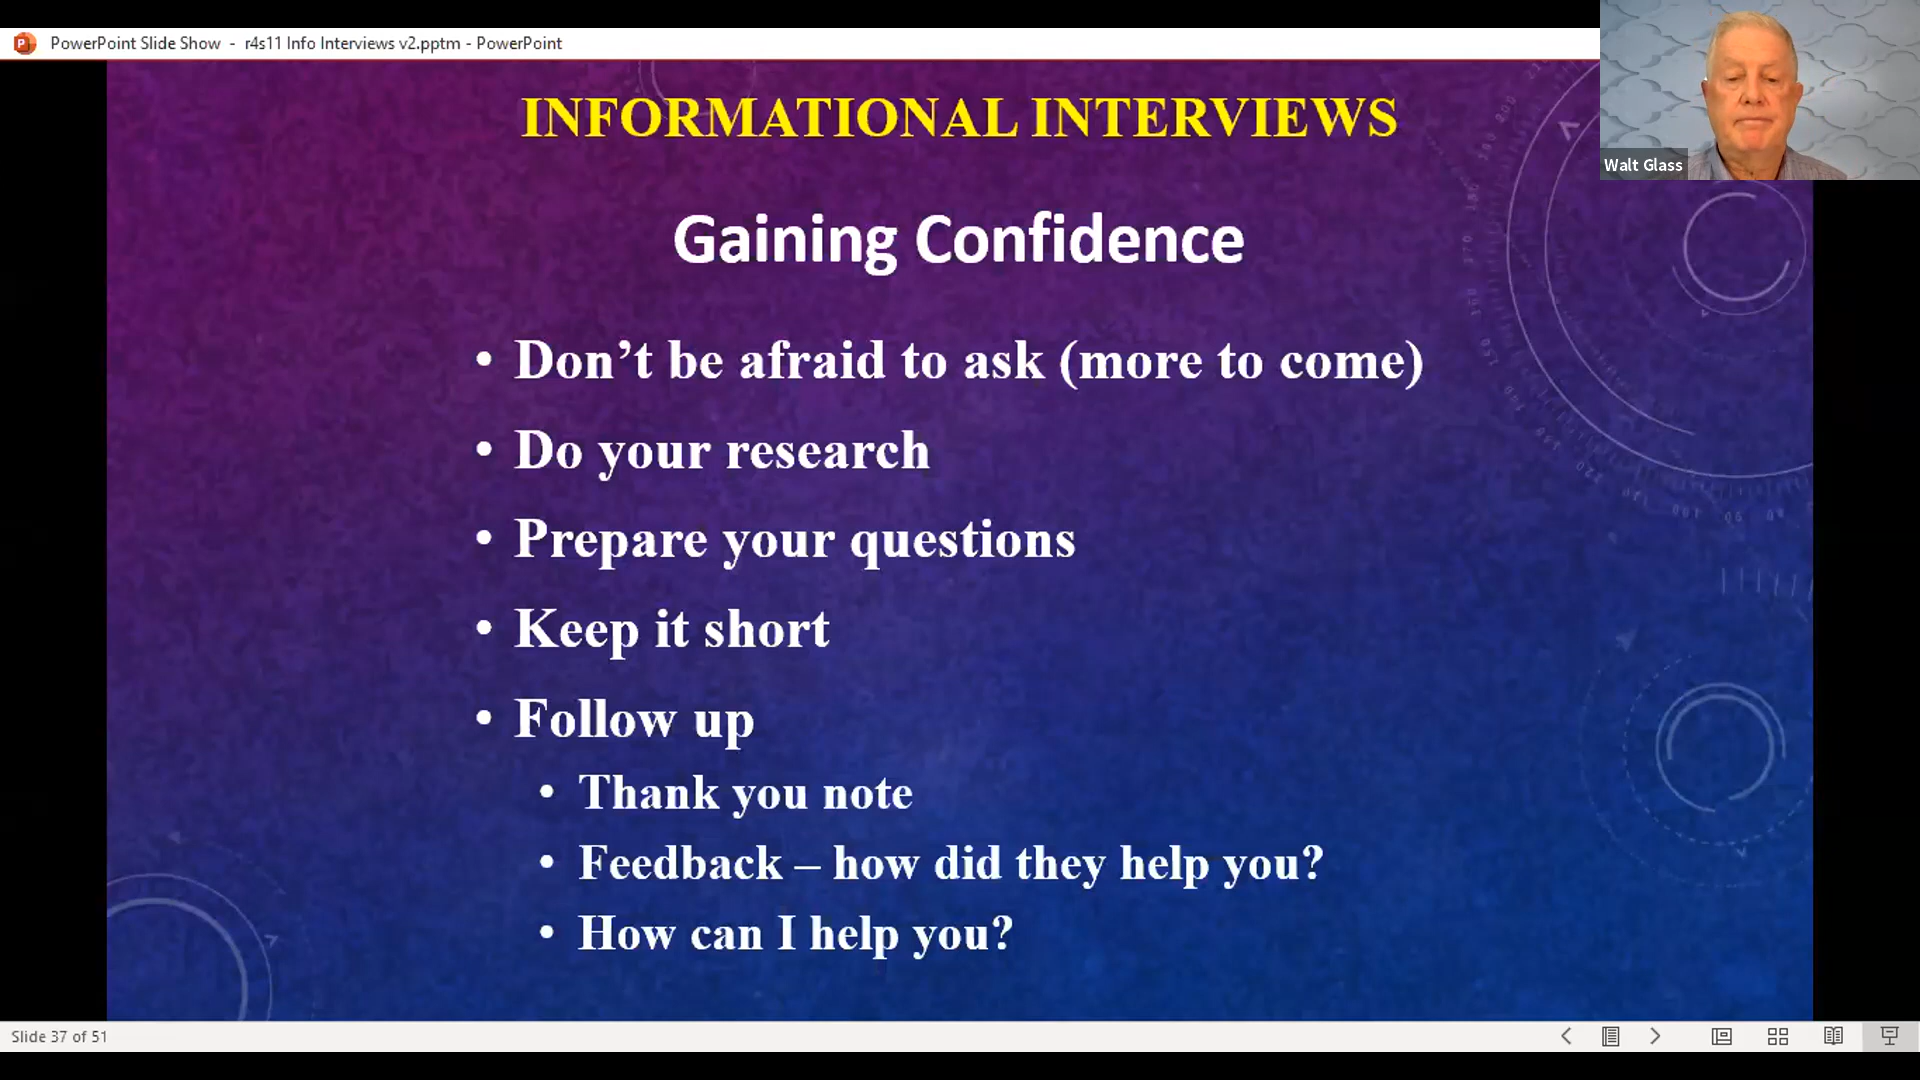 PowerPoint Slide Show - r4s11 Info Interviews v2.pptm - PowerPoint
Walt Glass
INFORMATIONAL INTERVIEWS
Gaining Confidence
• Don’t be afraid to ask (more to come)
• Do your research
• Prepare your questions
• Keep it short
• Follow up
• Thank you note
• Feedback – how did they help you?
• How can I help you?
Slide 37 of 51